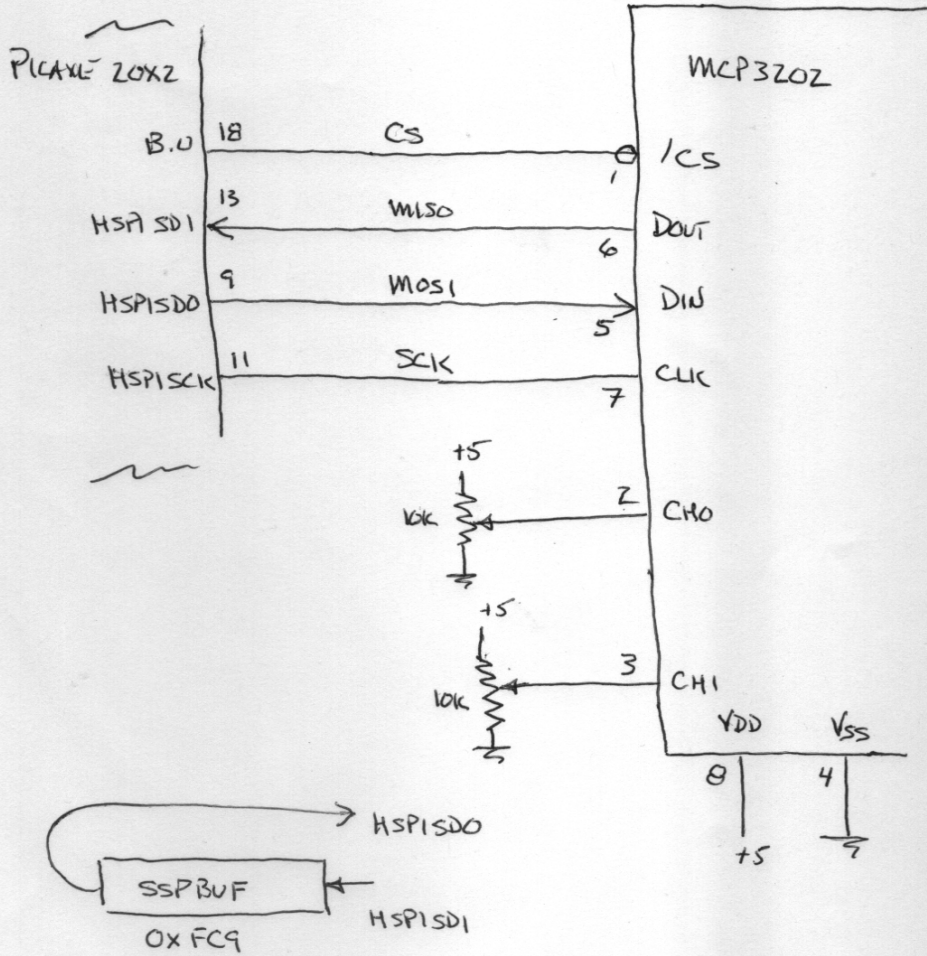 PICAXE 20X2
MCP3202
B.0 18 CS 1 /CS
HSPI SDI 13 MISO 6 DOUT
HSPISDO 9 MOSI 5 DIN
HSPISCK 11 SCK 7 CLK
+5
10K 2 CH0
+5
10K 3 CH1
VDD VSS
8 4
+5
HSPISDO
SSPBUF
HSPISDI
0XFC9